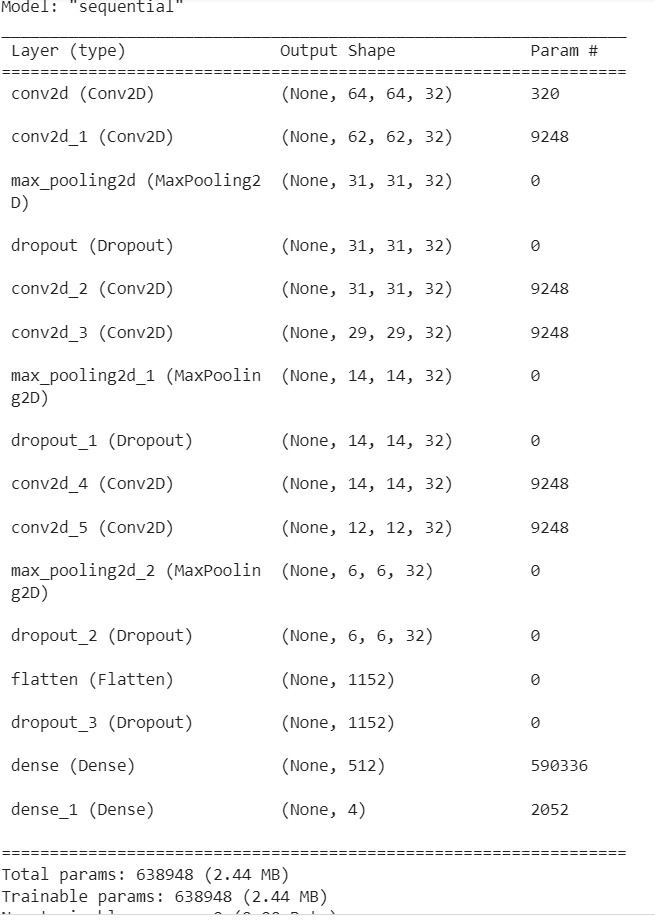 Model: "sequential"
_________________________________________________________________
Layer (type) Output Shape Param #
=================================================================
conv2d (Conv2D) (None, 64, 64, 32) 320
conv2d_1 (Conv2D) (None, 62, 62, 32) 9248
max_pooling2d (MaxPooling2 (None, 31, 31, 32) 0
D)
dropout (Dropout) (None, 31, 31, 32) 0
conv2d_2 (Conv2D) (None, 31, 31, 32) 9248
conv2d_3 (Conv2D) (None, 29, 29, 32) 9248
max_pooling2d_1 (MaxPoolin (None, 14, 14, 32) 0
g2D)
dropout_1 (Dropout) (None, 14, 14, 32) 0
conv2d_4 (Conv2D) (None, 14, 14, 32) 9248
conv2d_5 (Conv2D) (None, 12, 12, 32) 9248
max_pooling2d_2 (MaxPoolin (None, 6, 6, 32) 0
g2D)
dropout_2 (Dropout) (None, 6, 6, 32) 0
flatten (Flatten) (None, 1152) 0
dropout_3 (Dropout) (None, 1152) 0
dense (Dense) (None, 512) 590336
dense_1 (Dense) (None, 4) 2052
=================================================================
Total params: 638948 (2.44 MB)
Trainable params: 638948 (2.44 MB)